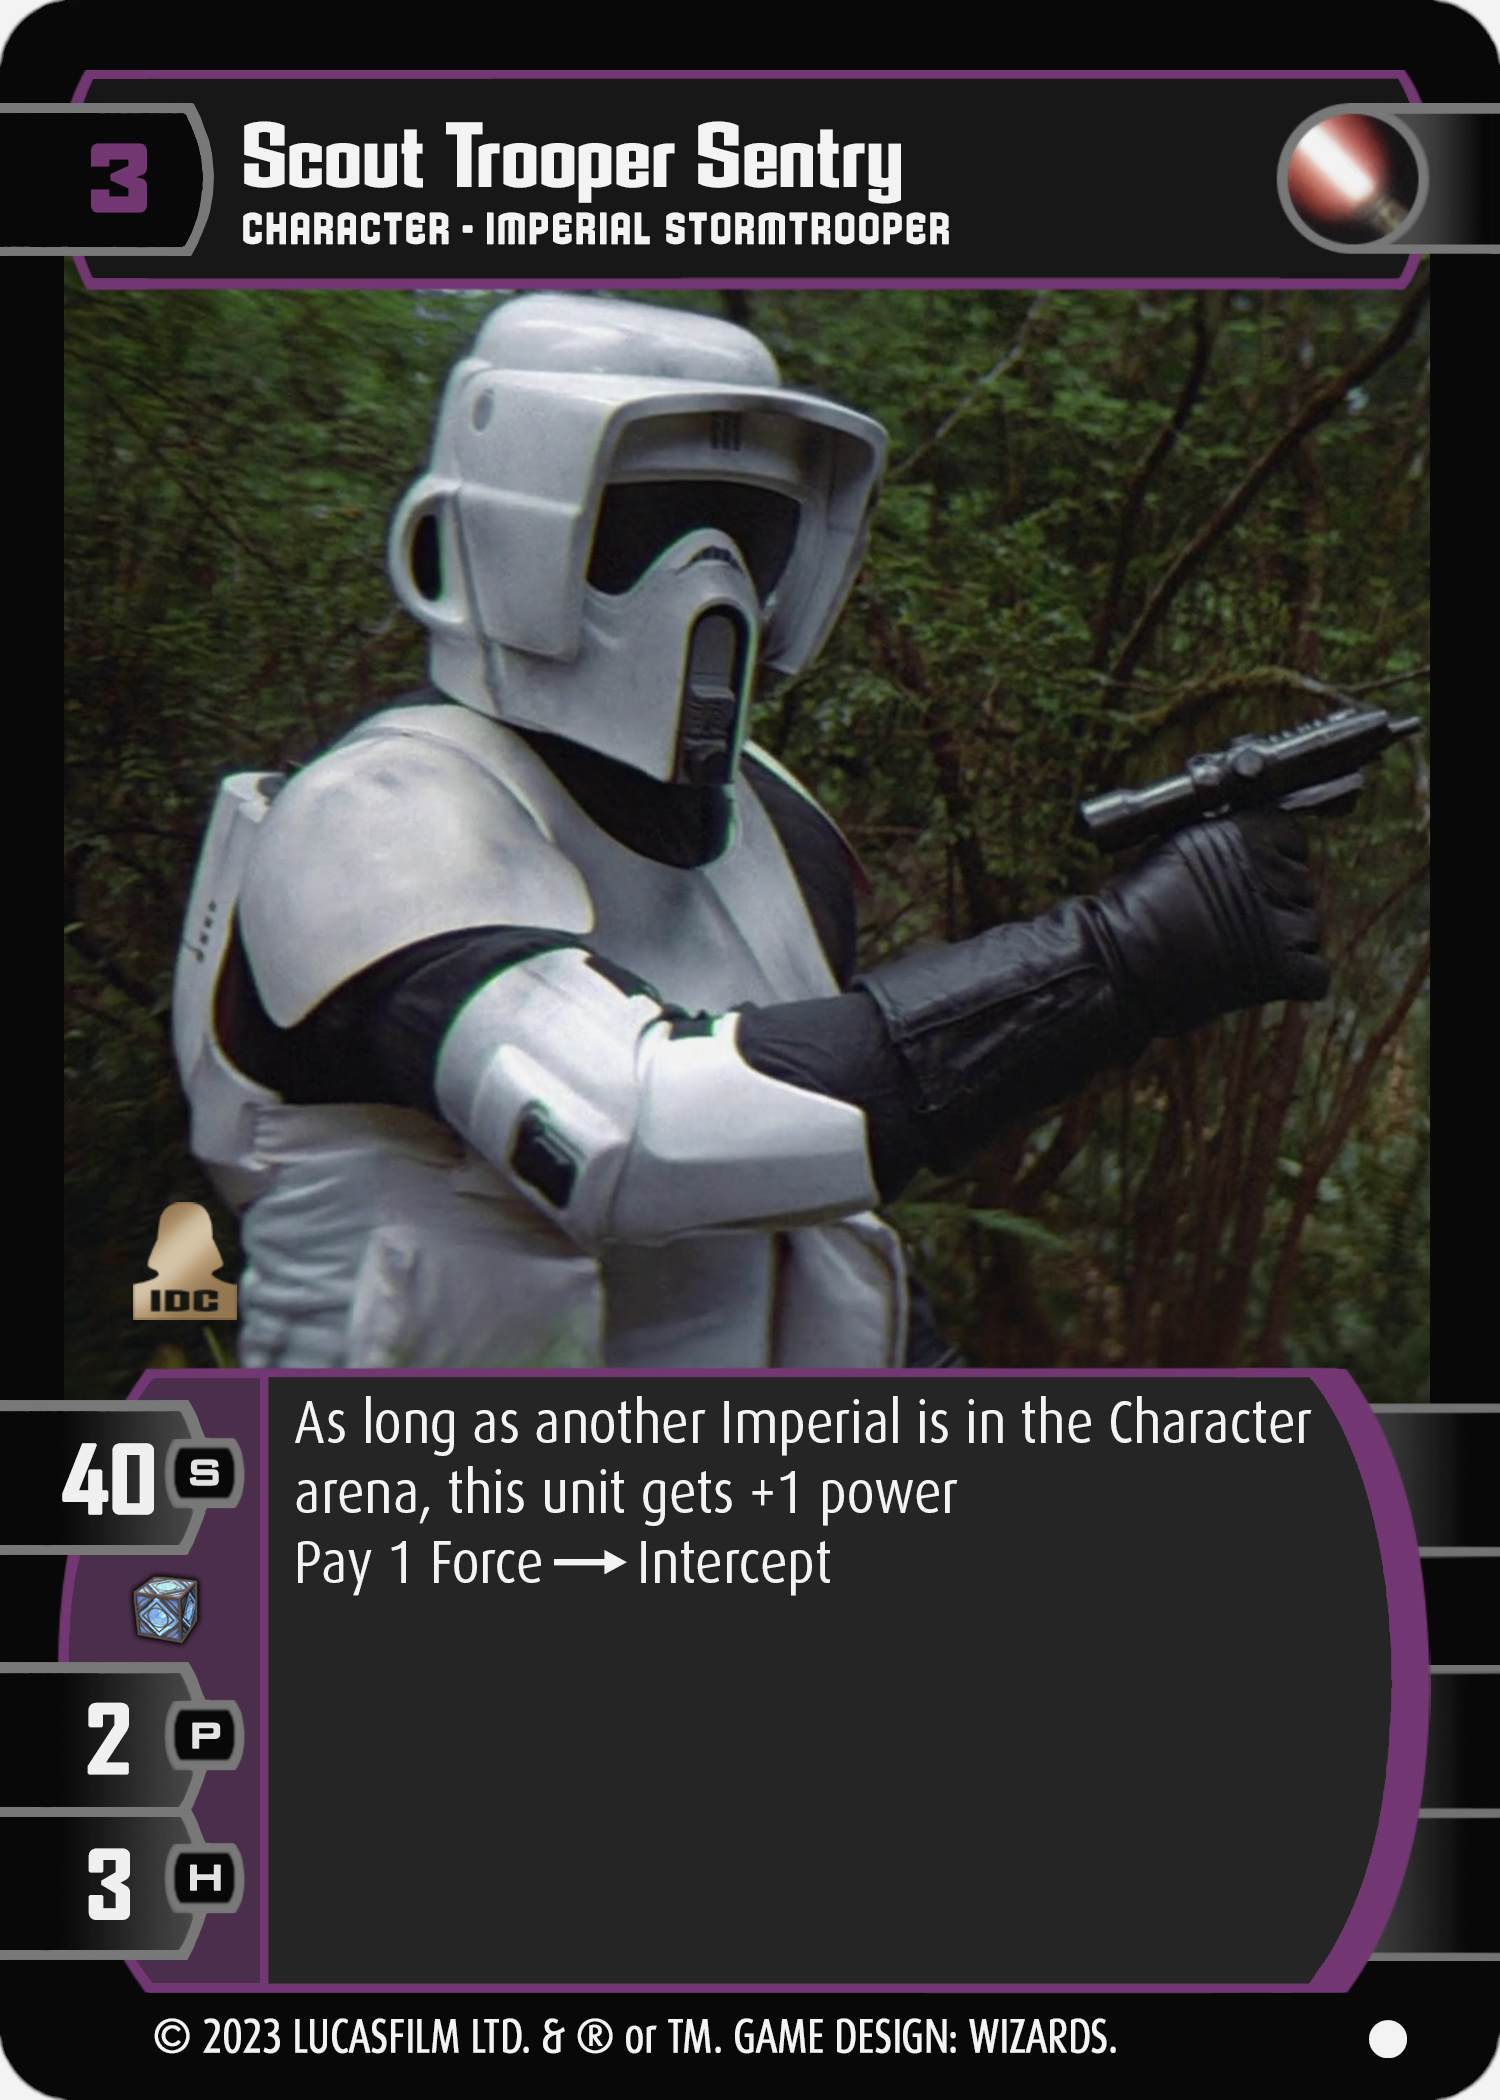 3
Scout Trooper Sentry
CHARACTER - IMPERIAL STORMTROOPER
IDC
40 S
2 P
3 H
As long as another Imperial is in the Character
arena, this unit gets +1 power
Pay 1 Force → Intercept
© 2023 LUCASFILM LTD. & ® or TM. GAME DESIGN: WIZARDS.